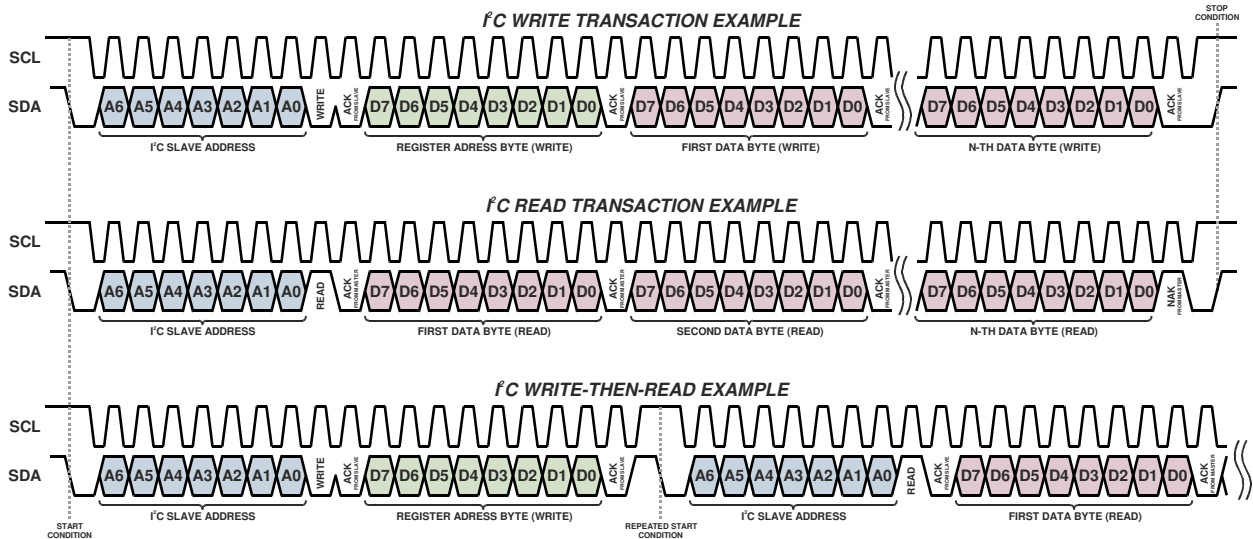 I²C WRITE TRANSACTION EXAMPLE
STOP
CONDITION
SCL
SDA A6 A5 A4 A3 A2 A1 A0 WRITE ACK FROM SLAVE D7 D6 D5 D4 D3 D2 D1 D0 ACK FROM SLAVE D7 D6 D5 D4 D3 D2 D1 D0 ACK FROM SLAVE D7 D6 D5 D4 D3 D2 D1 D0 ACK FROM SLAVE
I²C SLAVE ADDRESS REGISTER ADRESS BYTE (WRITE) FIRST DATA BYTE (WRITE) N-TH DATA BYTE (WRITE)
I²C READ TRANSACTION EXAMPLE
SCL
SDA A6 A5 A4 A3 A2 A1 A0 READ ACK FROM MASTER D7 D6 D5 D4 D3 D2 D1 D0 ACK FROM MASTER D7 D6 D5 D4 D3 D2 D1 D0 ACK FROM MASTER D7 D6 D5 D4 D3 D2 D1 D0 NAK FROM MASTER
I²C SLAVE ADDRESS FIRST DATA BYTE (READ) SECOND DATA BYTE (READ) N-TH DATA BYTE (READ)
I²C WRITE-THEN-READ EXAMPLE
SCL
SDA A6 A5 A4 A3 A2 A1 A0 WRITE ACK FROM SLAVE D7 D6 D5 D4 D3 D2 D1 D0 ACK FROM SLAVE A6 A5 A4 A3 A2 A1 A0 READ ACK FROM SLAVE D7 D6 D5 D4 D3 D2 D1 D0 ACK FROM MASTER
I²C SLAVE ADDRESS REGISTER ADRESS BYTE (WRITE) I²C SLAVE ADDRESS FIRST DATA BYTE (READ)
START
CONDITION
REPEATED START
CONDITION